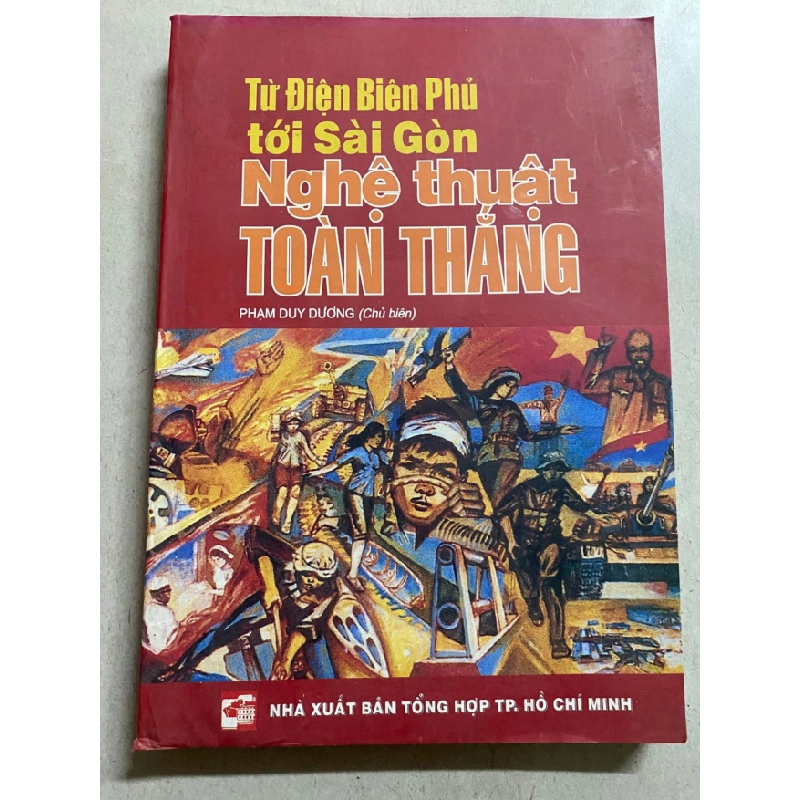 Từ Điện Biên Phủ
tới Sài Gòn
Nghệ thuật
TOÀN THẮNG
PHẠM DUY DƯƠNG (Chủ biên)
NHÀ XUẤT BẢN TỔNG HỢP TP. HỒ CHÍ MINH